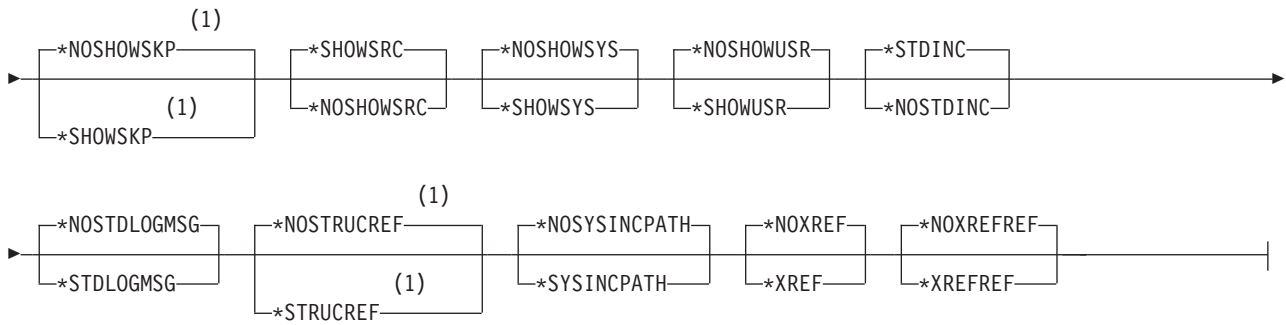 (1)
*NOSHOWSKP *SHOWSRC *NOSHOWSYS *NOSHOWUSR *STDINC
(1) *NOSHOWSRC *SHOWSYS *SHOWUSR *NOSTDINC
*SHOWSKP
(1)
*NOSTDLOGMSG *NOSTRUCREF *NOSYSINCPATH *NOXREF *NOXREFREF
*STDLOGMSG (1) *SYSINCPATH *XREF *XREFREF
*STRUCREF